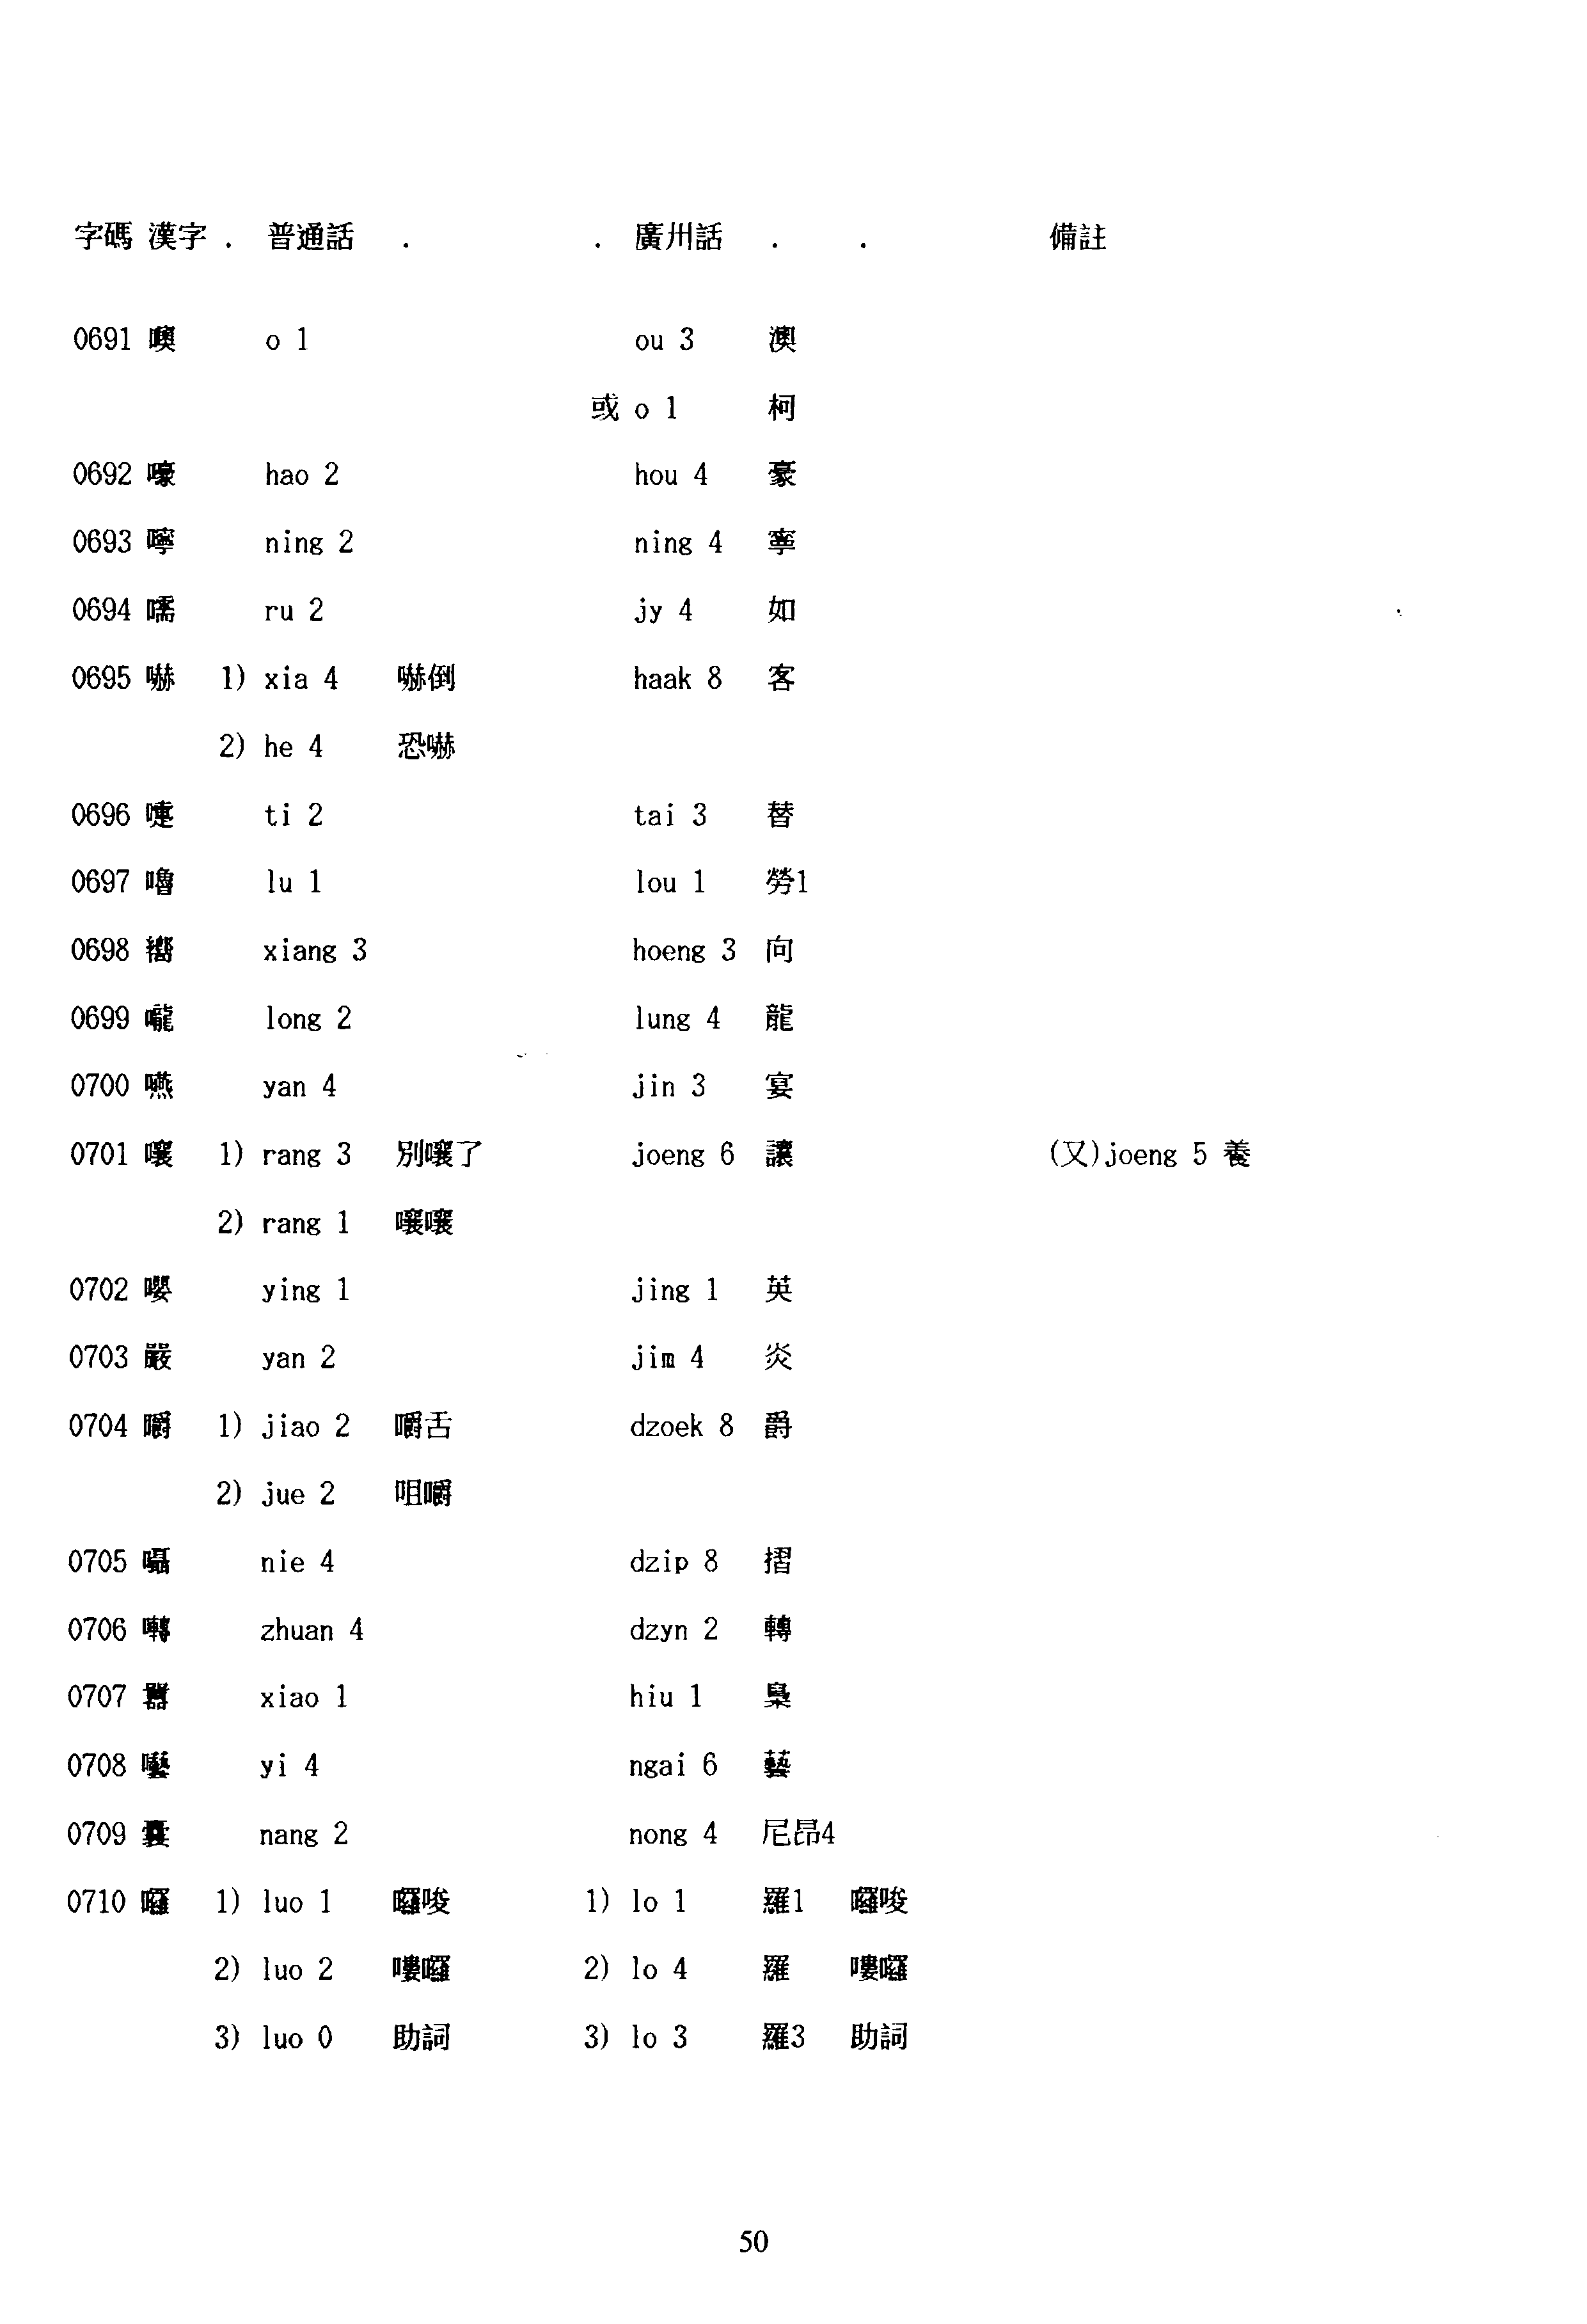 字碼 漢字 . 普通話 . . 廣州話 . . 備註
0691 噢 o 1 ou 3 澳
或 o 1 柯
0692 嚎 hao 2 hou 4 豪
0693 嚀 ning 2 ning 4 寧
0694 嚅 ru 2 jy 4 如
0695 嚇 1) xia 4 嚇倒 haak 8 客
2) he 4 恐嚇
0696 嚏 ti 2 tai 3 替
0697 嚕 lu 1 lou 1 勞1
0698 嚮 xiang 3 hoeng 3 向
0699 嚨 long 2 lung 4 龍
0700 嚥 yan 4 jin 3 宴
0701 嚷 1) rang 3 別嚷了 joeng 6 讓 (又)joeng 5 養
2) rang 1 嚷嚷
0702 嚶 ying 1 jing 1 英
0703 嚴 yan 2 jim 4 炎
0704 嚼 1) jiao 2 嚼舌 dzoek 8 爵
2) jue 2 咀嚼
0705 囁 nie 4 dzip 8 摺
0706 囀 zhuan 4 dzyn 2 轉
0707 囂 xiao 1 hiu 1 梟
0708 囈 yi 4 ngai 6 藝
0709 囊 nang 2 nong 4 尼昂4
0710 囉 1) luo 1 囉唆 1) lo 1 羅1 囉唆
2) luo 2 嘍囉 2) lo 4 羅 嘍囉
3) luo 0 助詞 3) lo 3 羅3 助詞
50